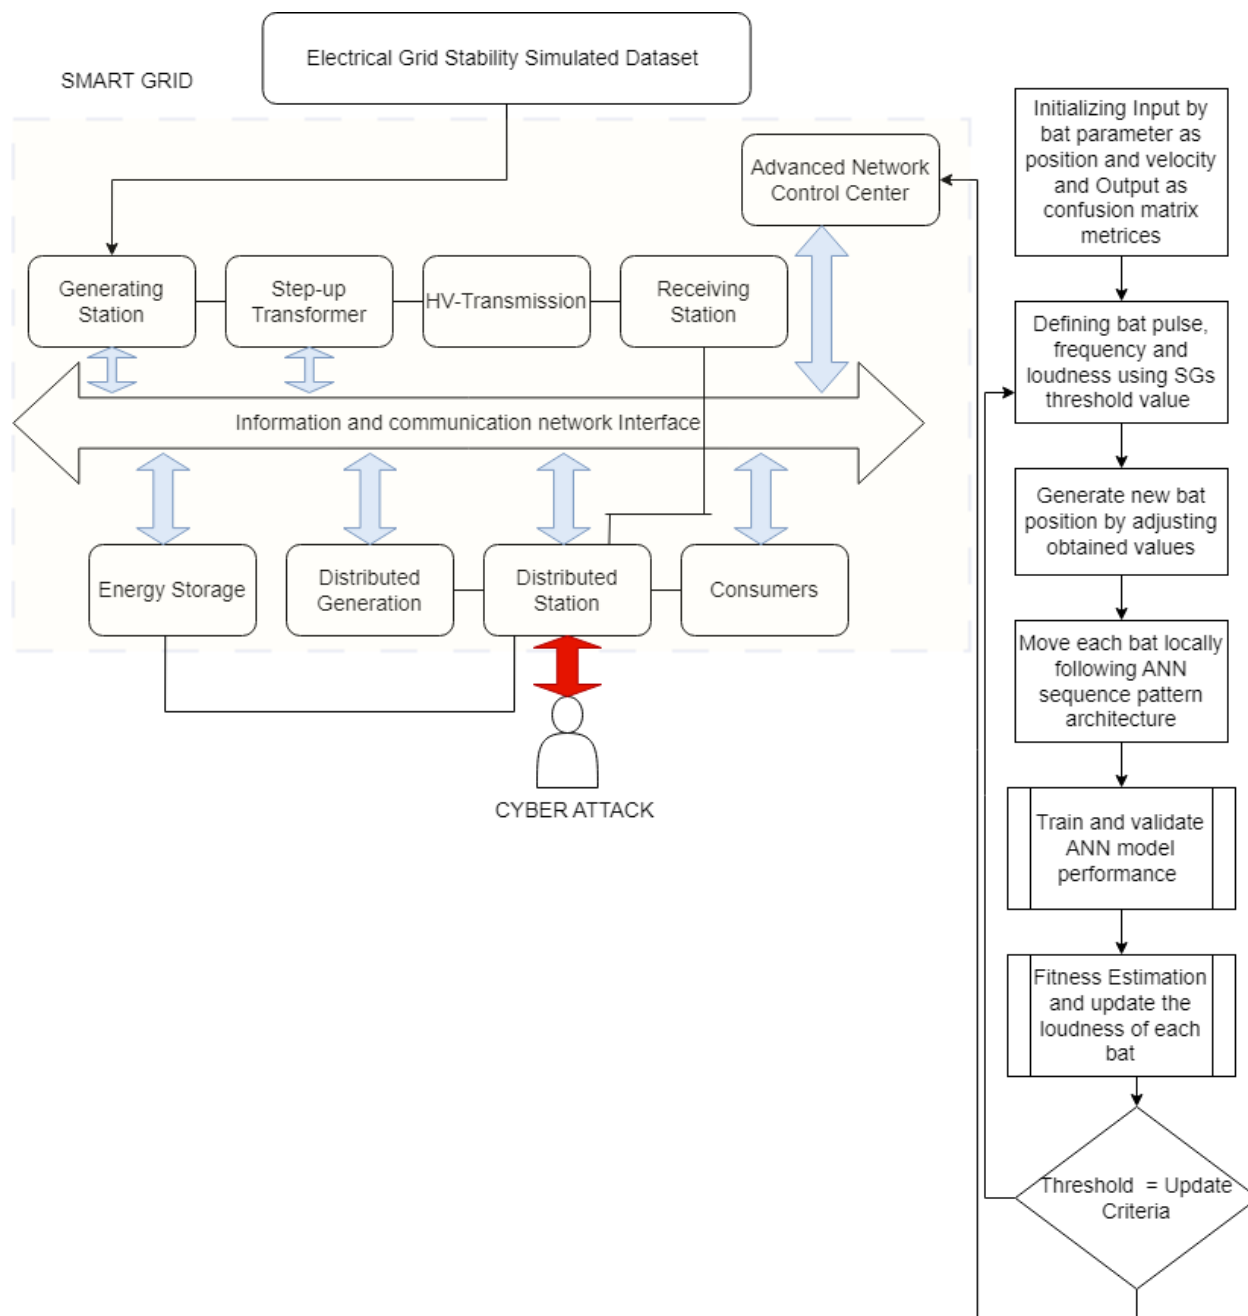 Electrical Grid Stability Simulated Dataset
SMART GRID
Advanced Network
Control Center
Generating
Station
Step-up
Transformer
HV-Transmission
Receiving
Station
Information and communication network Interface
Energy Storage
Distributed
Generation
Distributed
Station
Consumers
CYBER ATTACK
Initializing Input by
bat parameter as
position and velocity
and Output as
confusion matrix
metrices
Defining bat pulse,
frequency and
loudness using SGs
threshold value
Generate new bat
position by adjusting
obtained values
Move each bat locally
following ANN
sequence pattern
architecture
Train and validate
ANN model
performance
Fitness Estimation
and update the
loudness of each
bat
Threshold = Update
Criteria